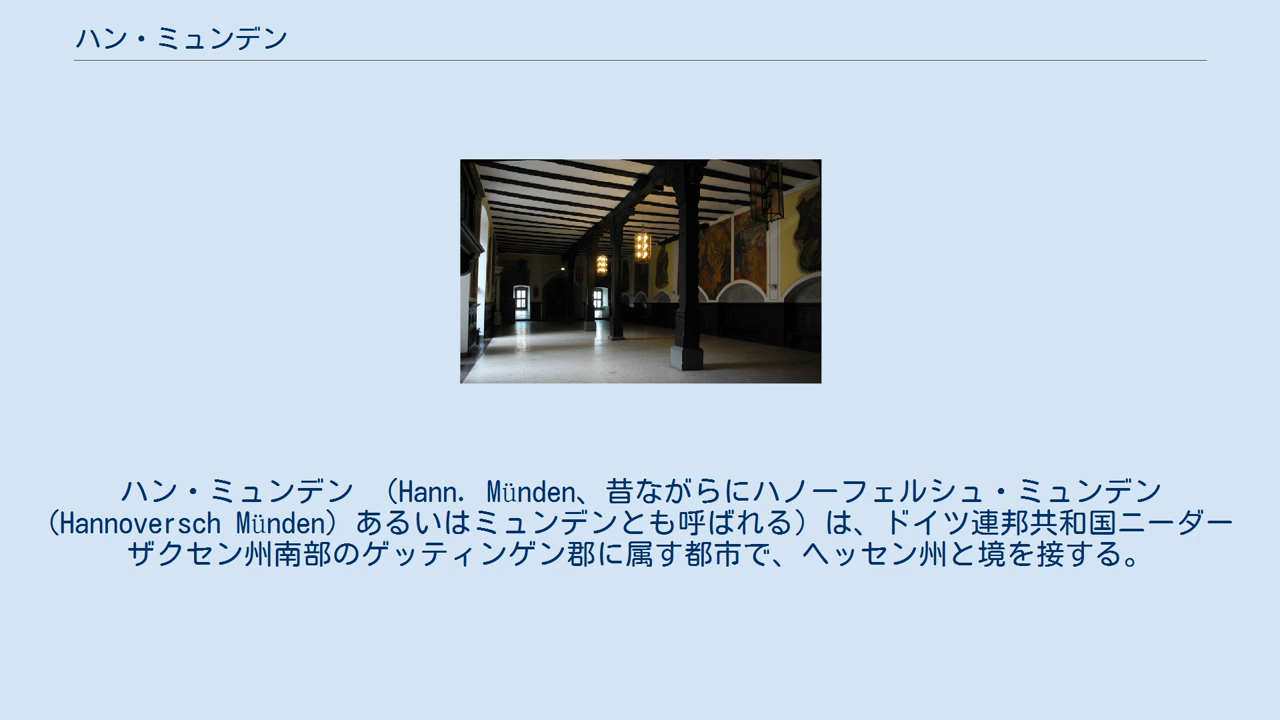 ハン・ミュンデン
ハン・ミュンデン （Hann. Münden、昔ながらにハノーフェルシュ・ミュンデン
（Hannoversch Münden）あるいはミュンデンとも呼ばれる）は、ドイツ連邦共和国ニーダー
ザクセン州南部のゲッティンゲン郡に属す都市で、ヘッセン州と境を接する。